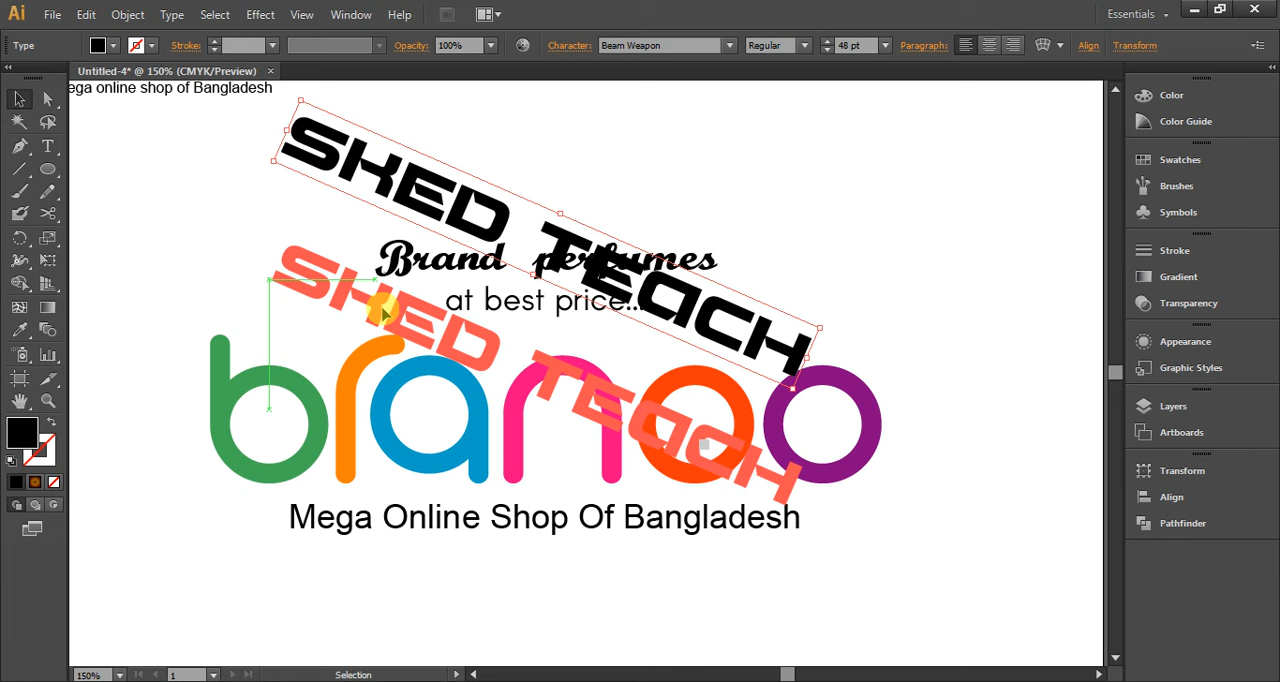 Ai File Edit Object Type Select Effect View Window Help Essentials
Type Stroke: Opacity: 100% Character: Beam Weapon Regular 48 pt Paragraph: Align Transform
Untitled-4* @ 150% (CMYK/Preview) ×
ega online shop of Bangladesh
SKED TEACH
Brand perfumes
at best price...
SKED TEACH
branoo
Mega Online Shop Of Bangladesh
Color
Color Guide
Swatches
Brushes
Symbols
Stroke
Gradient
Transparency
Appearance
Graphic Styles
Layers
Artboards
Transform
Align
Pathfinder
150% 1 Selection